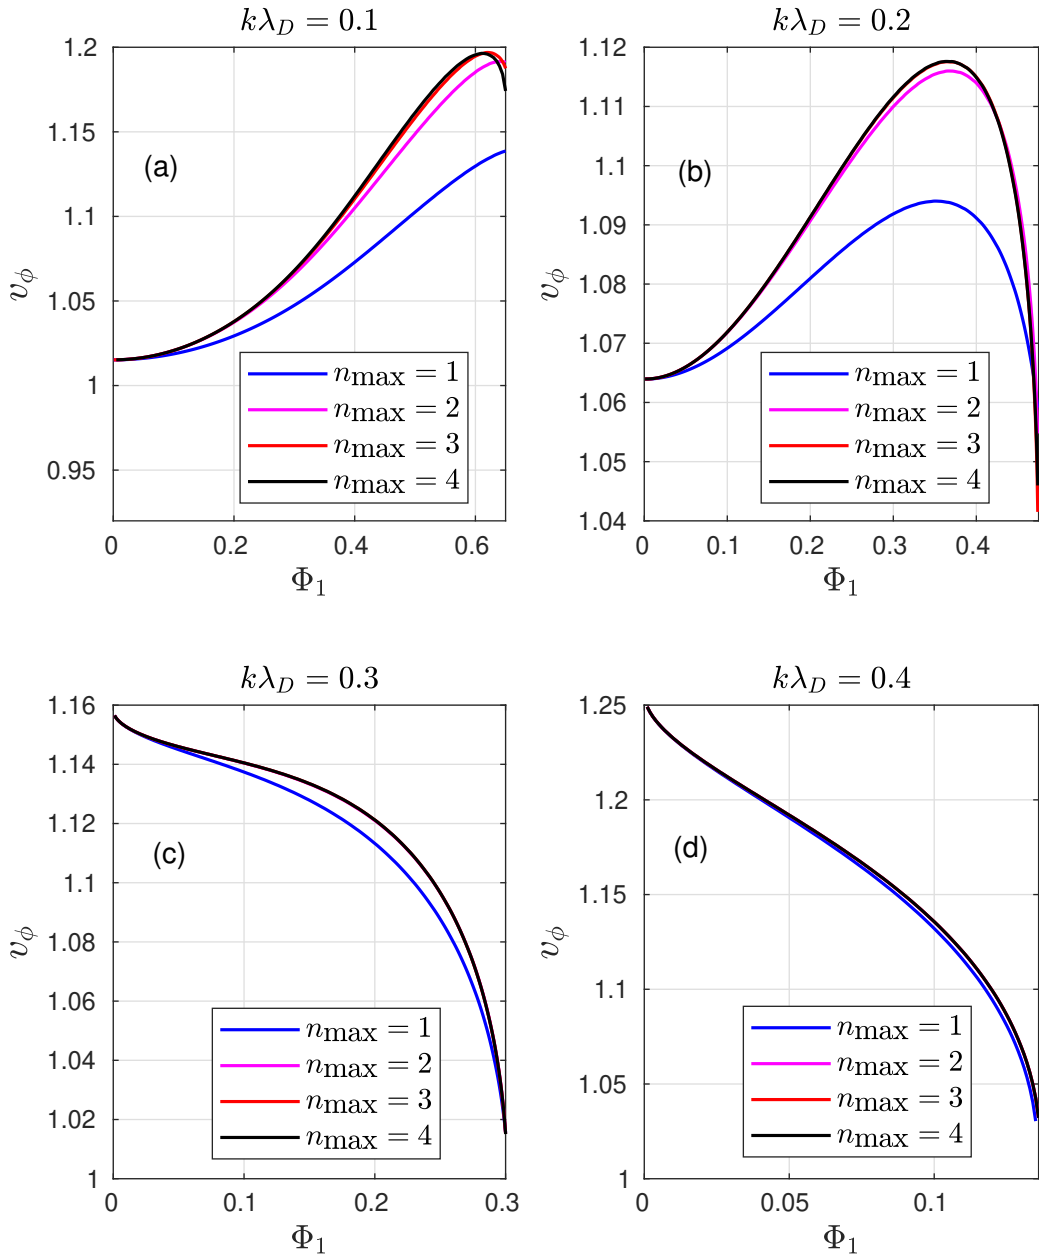 kλ_D = 0.1
1.2
1.15
1.1
1.05
1
0.95
v_ϕ
(a)
n_max = 1
n_max = 2
n_max = 3
n_max = 4
0
0.2
0.4
0.6
Φ_1
kλ_D = 0.2
1.12
1.11
1.1
1.09
1.08
1.07
1.06
1.05
1.04
v_ϕ
(b)
n_max = 1
n_max = 2
n_max = 3
n_max = 4
0
0.1
0.2
0.3
0.4
Φ_1
kλ_D = 0.3
1.16
1.14
1.12
1.1
1.08
1.06
1.04
1.02
1
v_ϕ
(c)
n_max = 1
n_max = 2
n_max = 3
n_max = 4
0
0.1
0.2
0.3
Φ_1
kλ_D = 0.4
1.25
1.2
1.15
1.1
1.05
1
v_ϕ
(d)
n_max = 1
n_max = 2
n_max = 3
n_max = 4
0
0.05
0.1
Φ_1